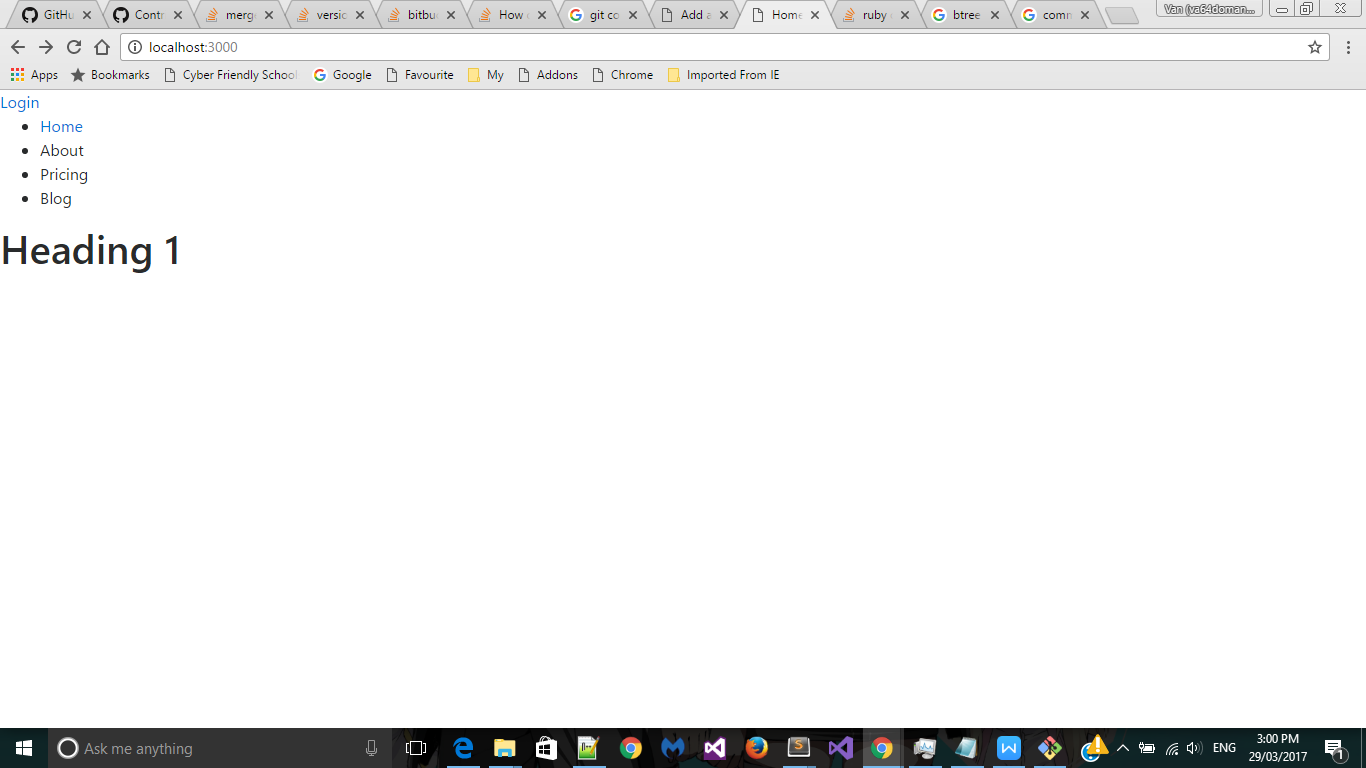 GitHu Contr merg versic bitbu How c git co Add a Home ruby btree comm Van (va64doman...
localhost:3000
Apps Bookmarks Cyber Friendly School Google Favourite My Addons Chrome Imported From IE
Login
Home
About
Pricing
Blog
Heading 1
Ask me anything
ENG
3:00 PM
29/03/2017
1